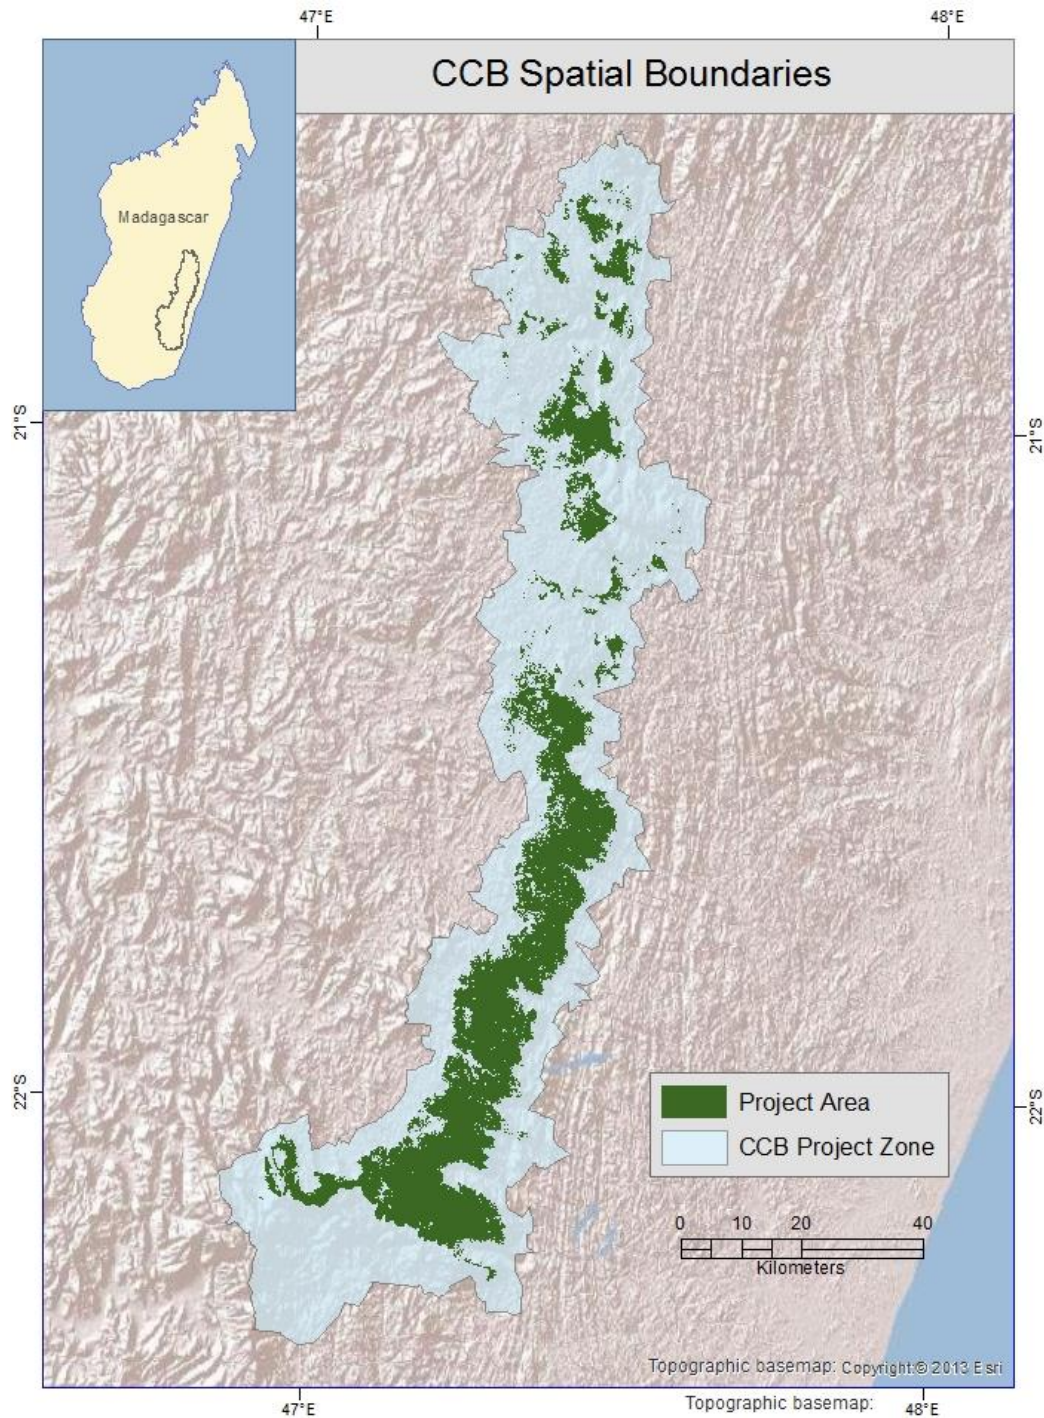 47°E
48°E
CCB Spatial Boundaries
Madagascar
21°S
21°S
22°S
22°S
Project Area
CCB Project Zone
0 10 20 40
Kilometers
Topographic basemap: Copyright:© 2013 Esri
Topographic basemap:
47°E
48°E